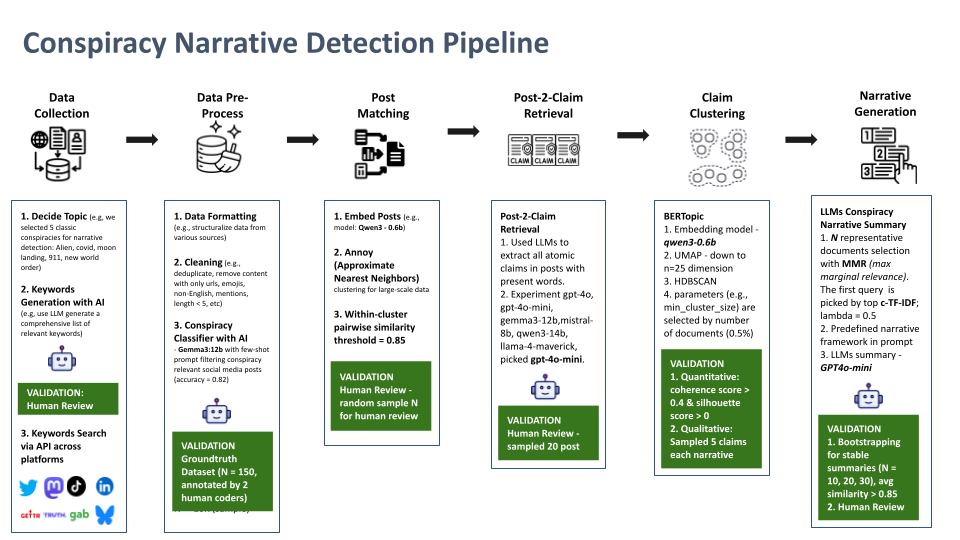 Conspiracy Narrative Detection Pipeline
Data
Collection
Data Pre-
Process
Post
Matching
Post-2-Claim
Retrieval
Claim
Clustering
Narrative
Generation
CLAIM
CLAIM
CLAIM
1
2
3
1. Decide Topic (e.g, we
selected 5 classic
conspiracies for narrative
detection: Alien, covid, moon
landing, 911, new world
order)
2. Keywords
Generation with AI
(e.g, use LLM generate a
comprehensive list of
relevant keywords)
VALIDATION:
Human Review
3. Keywords Search
via API across
platforms
GETTR
TRUTH.
gab
1. Data Formatting
(e.g., structuralize data from
various sources)
2. Cleaning (e.g.,
deduplicate, remove content
with only urls, emojis,
non-English, mentions,
length < 5, etc)
3. Conspiracy
Classifier with AI
- Gemma3:12b with few-shot
prompt filtering conspiracy
relevant social media posts
(accuracy = 0.82)
VALIDATION
Groundtruth
Dataset (N = 150,
annotated by 2
human coders)
1. Embed Posts (e.g.,
model: Qwen3 - 0.6b)
2. Annoy
(Approximate
Nearest Neighbors)
clustering for large-scale data
3. Within-cluster
pairwise similarity
threshold = 0.85
VALIDATION
Human Review -
random sample N
for human review
Post-2-Claim
Retrieval
1. Used LLMs to
extract all atomic
claims in posts with
present words.
2. Experiment gpt-4o,
gpt-4o-mini,
gemma3-12b,mistral-
8b, qwen3-14b,
llama-4-maverick,
picked gpt-4o-mini.
VALIDATION
Human Review -
sampled 20 post
BERTopic
1. Embedding model -
qwen3-0.6b
2. UMAP - down to
n=25 dimension
3. HDBSCAN
4. parameters (e.g.,
min_cluster_size) are
selected by number
of documents (0.5%)
VALIDATION
1. Quantitative:
coherence score >
0.4 & silhouette
score > 0
2. Qualitative:
Sampled 5 claims
each narrative
LLMs Conspiracy
Narrative Summary
1. N representative
documents selection
with MMR (max
marginal relevance).
The first query is
picked by top c-TF-IDF;
lambda = 0.5
2. Predefined narrative
framework in prompt
3. LLMs summary -
GPT4o-mini
VALIDATION
1. Bootstrapping
for stable
summaries (N =
10, 20, 30), avg
similarity > 0.85
2. Human Review